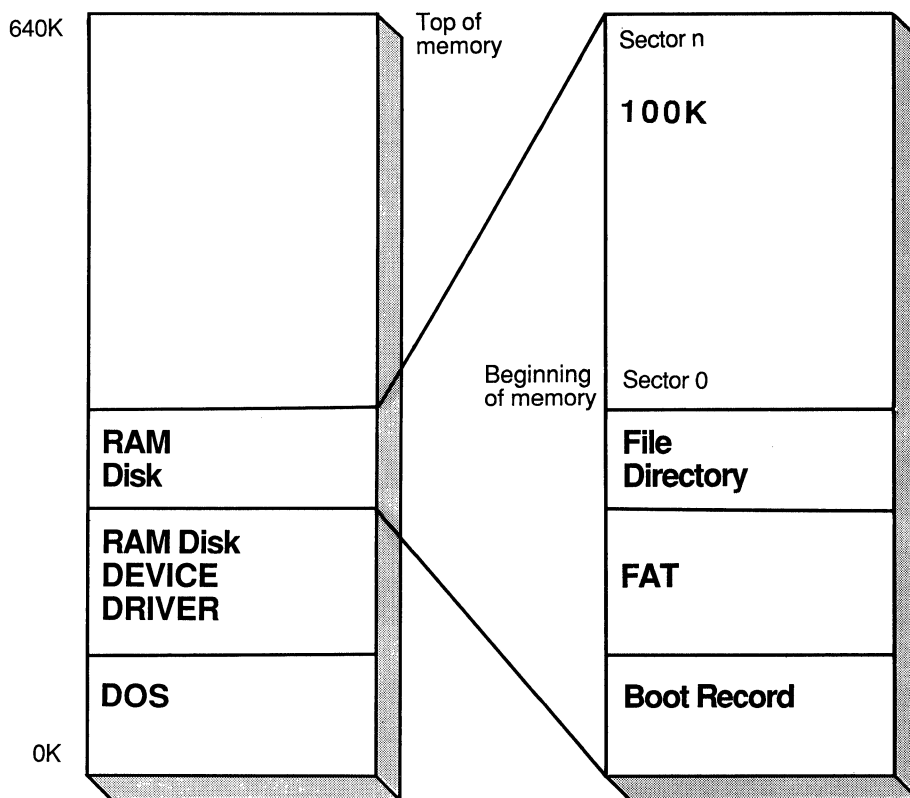 640K
Top of
memory
RAM
Disk
RAM Disk
DEVICE
DRIVER
DOS
0K
Sector n
100K
Beginning
of memory
Sector 0
File
Directory
FAT
Boot Record